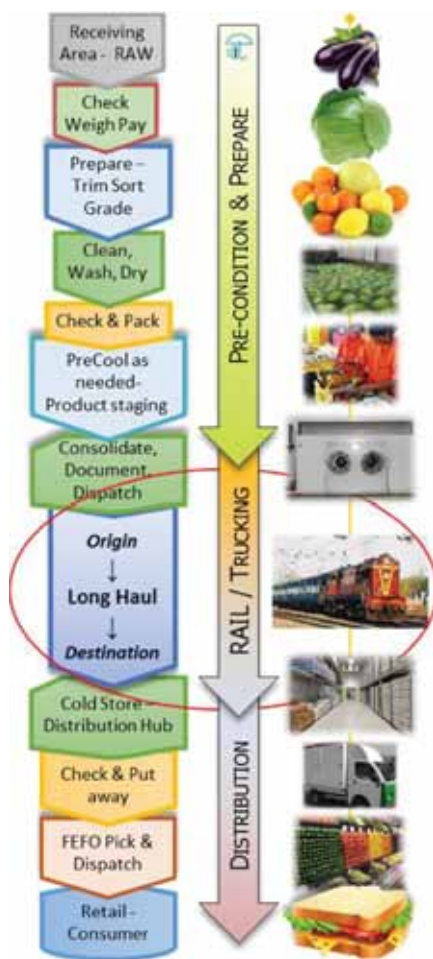 Receiving
Area - RAW
Check
Weigh Pay
Prepare –
Trim Sort
Grade
Clean,
Wash, Dry
Check & Pack
PreCool as
needed-
Product staging
Consolidate,
Document,
Dispatch
Origin
↓
Long Haul
↓
Destination
Cold Store –
Distribution Hub
Check & Put
away
FEFO Pick &
Dispatch
Retail -
Consumer
PRE-CONDITION & PREPARE
RAIL / TRUCKING
DISTRIBUTION